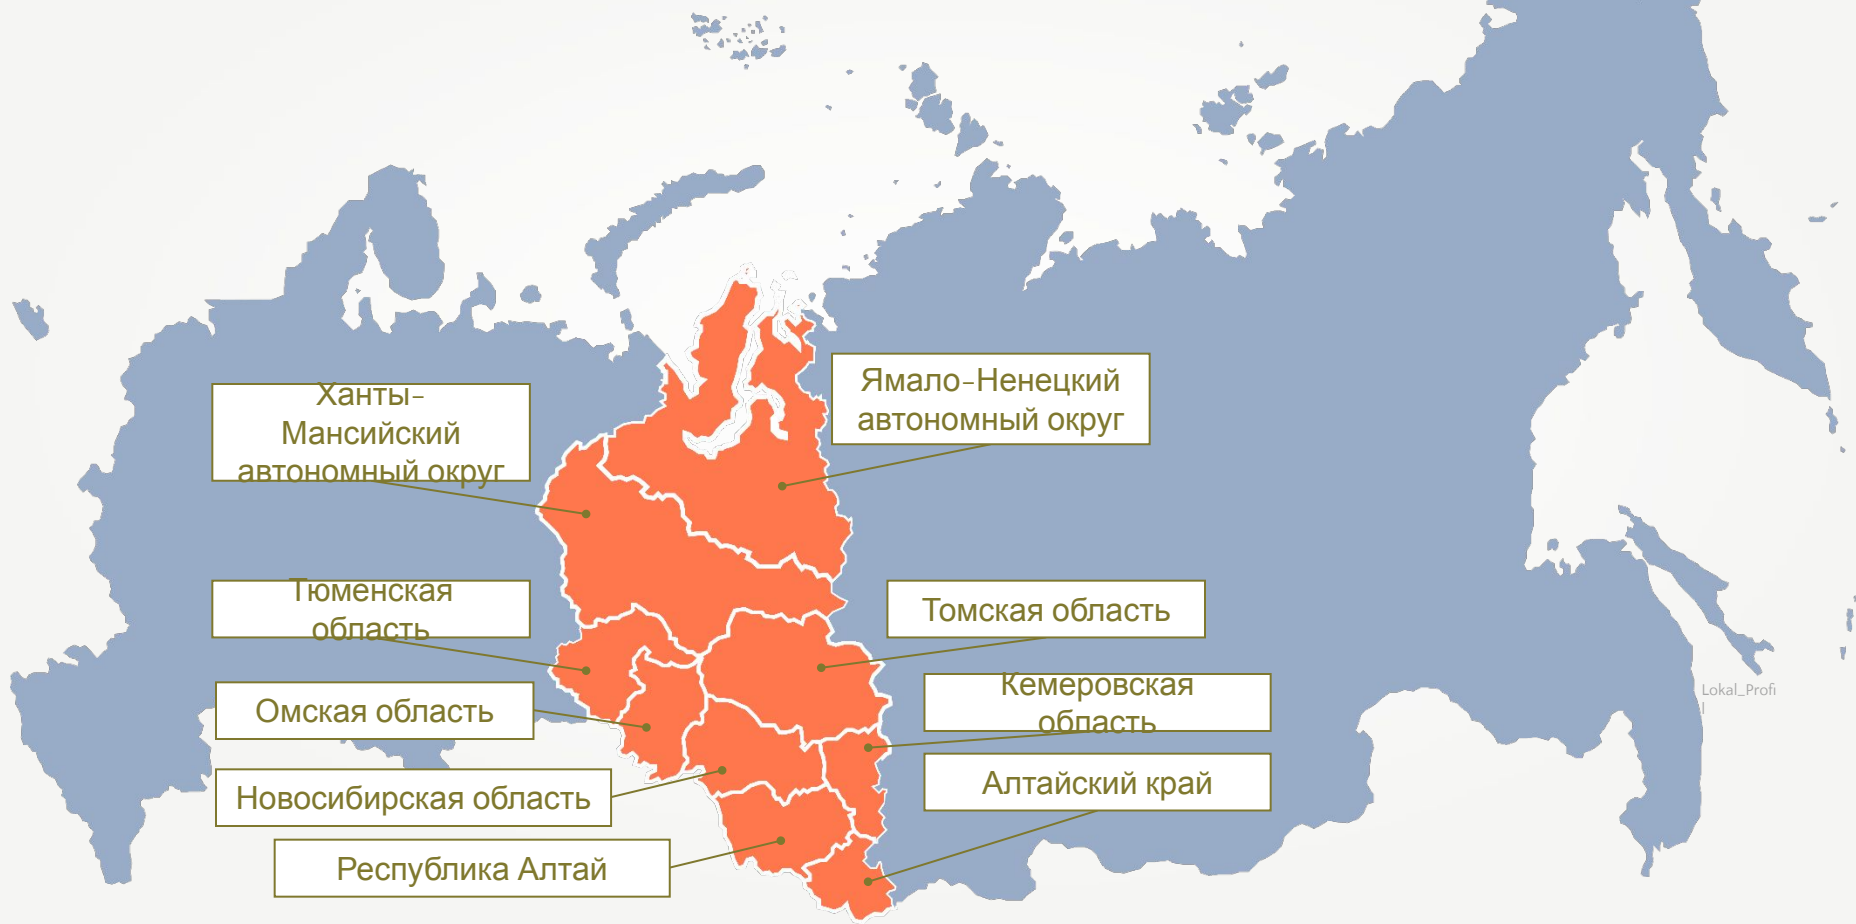 Ханты-
Мансийский
автономный округ
Ямало-Ненецкий
автономный округ
Тюменская
область
Томская область
Омская область
Кемеровская
область
Lokal_Profi
l
Новосибирская область
Алтайский край
Республика Алтай